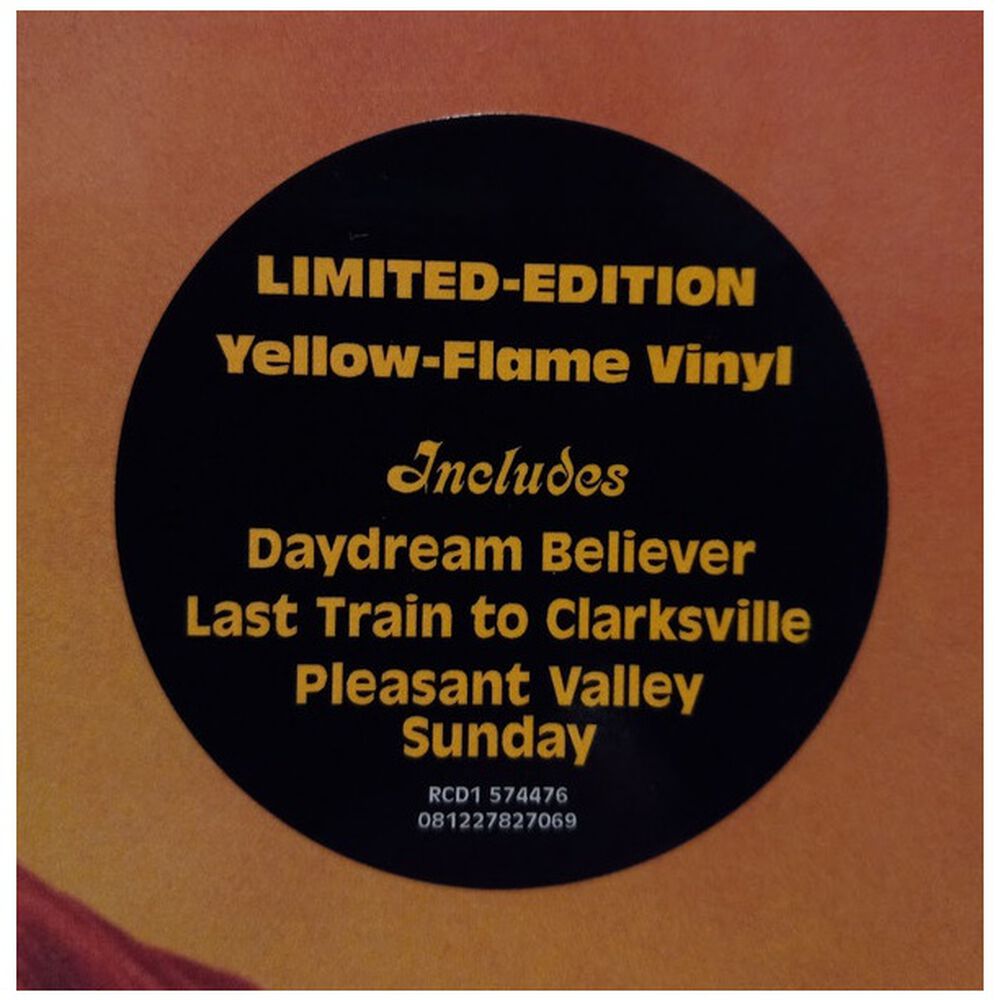 LIMITED-EDITION
Yellow-Flame Vinyl
Includes
Daydream Believer
Last Train to Clarksville
Pleasant Valley
Sunday
RCD1 574476
081227827069